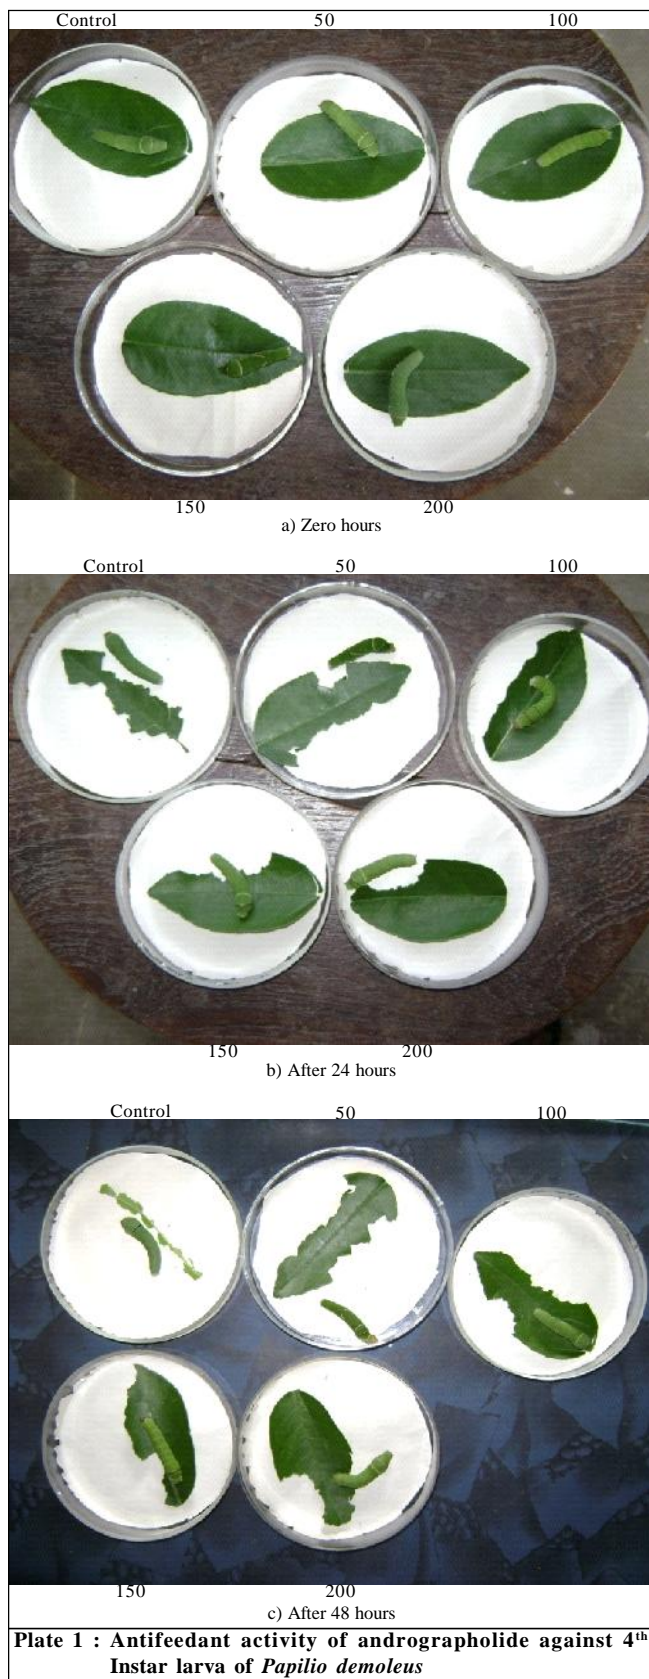 Control 50 100
150 200
a) Zero hours
Control 50 100
150 200
b) After 24 hours
Control 50 100
150 200
c) After 48 hours
Plate 1 : Antifeedant activity of andrographolide against 4th
Instar larva of Papilio demoleus